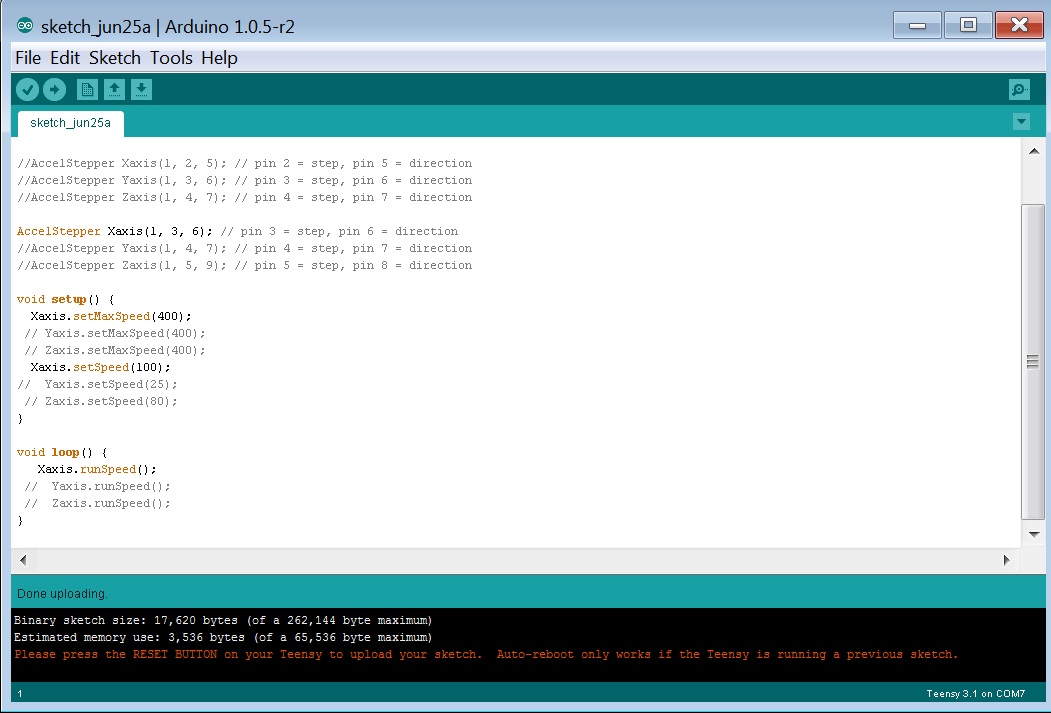 sketch_jun25a | Arduino 1.0.5-r2
File Edit Sketch Tools Help
sketch_jun25a
//AccelStepper Xaxis(1, 2, 5); // pin 2 = step, pin 5 = direction
//AccelStepper Yaxis(1, 3, 6); // pin 3 = step, pin 6 = direction
//AccelStepper Zaxis(1, 4, 7); // pin 4 = step, pin 7 = direction
AccelStepper Xaxis(1, 3, 6); // pin 3 = step, pin 6 = direction
//AccelStepper Yaxis(1, 4, 7); // pin 4 = step, pin 7 = direction
//AccelStepper Zaxis(1, 5, 9); // pin 5 = step, pin 8 = direction
void setup() {
  Xaxis.setMaxSpeed(400);
 // Yaxis.setMaxSpeed(400);
 // Zaxis.setMaxSpeed(400);
  Xaxis.setSpeed(100);
//  Yaxis.setSpeed(25);
 // Zaxis.setSpeed(80);
}
void loop() {
   Xaxis.runSpeed();
 //  Yaxis.runSpeed();
 //  Zaxis.runSpeed();
}
Done uploading.
Binary sketch size: 17,620 bytes (of a 262,144 byte maximum)
Estimated memory use: 3,536 bytes (of a 65,536 byte maximum)
Please press the RESET BUTTON on your Teensy to upload your sketch.  Auto-reboot only works if the Teensy is running a previous sketch.
1
Teensy 3.1 on COM7